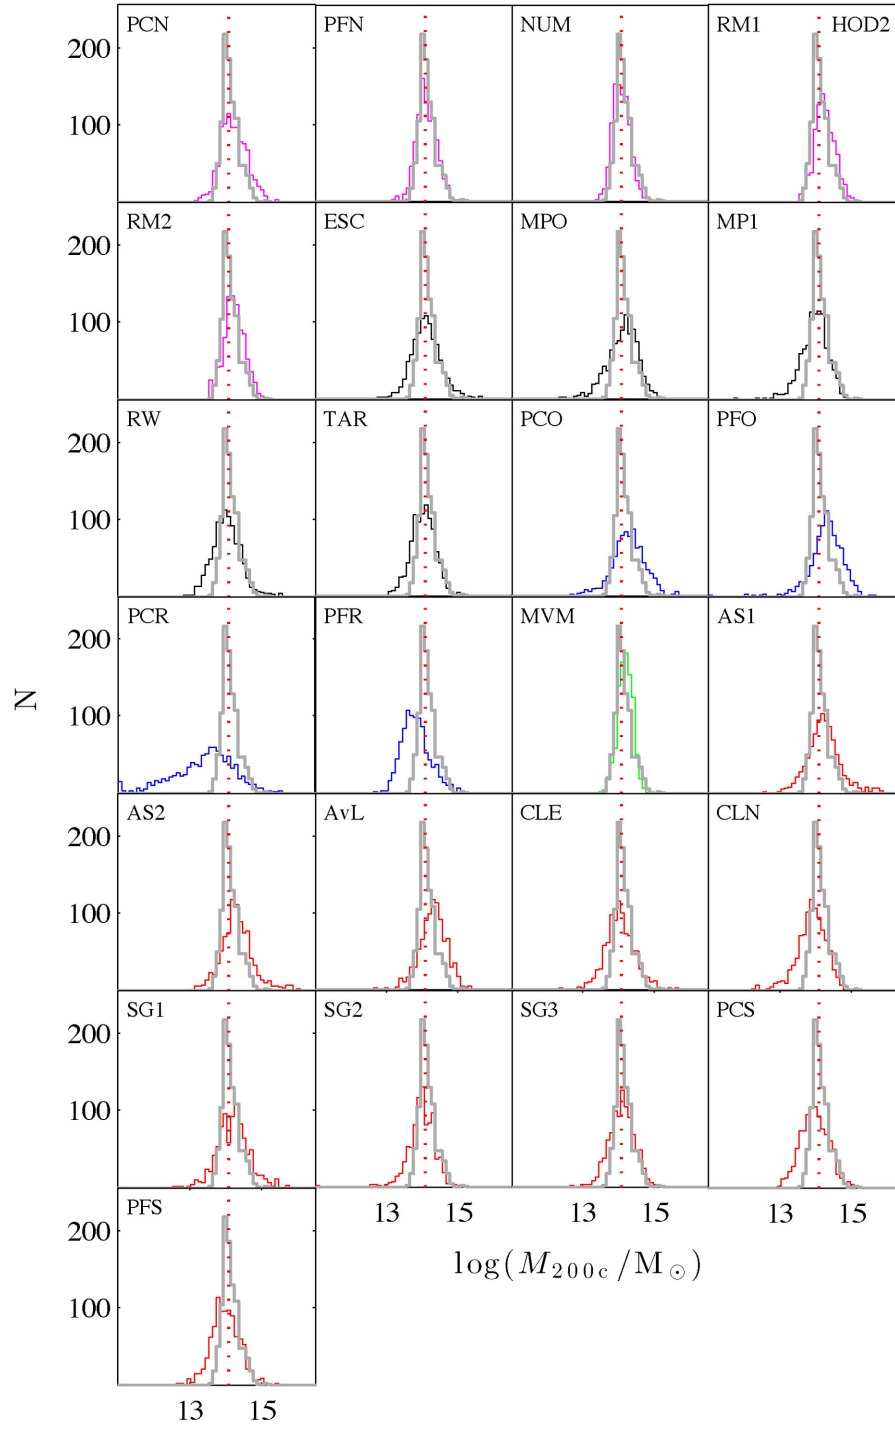 PCN PFN NUM RM1 HOD2
200
100
RM2 ESC MPO MP1
200
100
RW TAR PCO PFO
200
100
PCR PFR MVM AS1
200
100
N
AS2 AvL CLE CLN
200
100
SG1 SG2 SG3 PCS
200
100
PFS 13 15 13 15 13 15
200
log(M200c/M⊙)
100
13 15